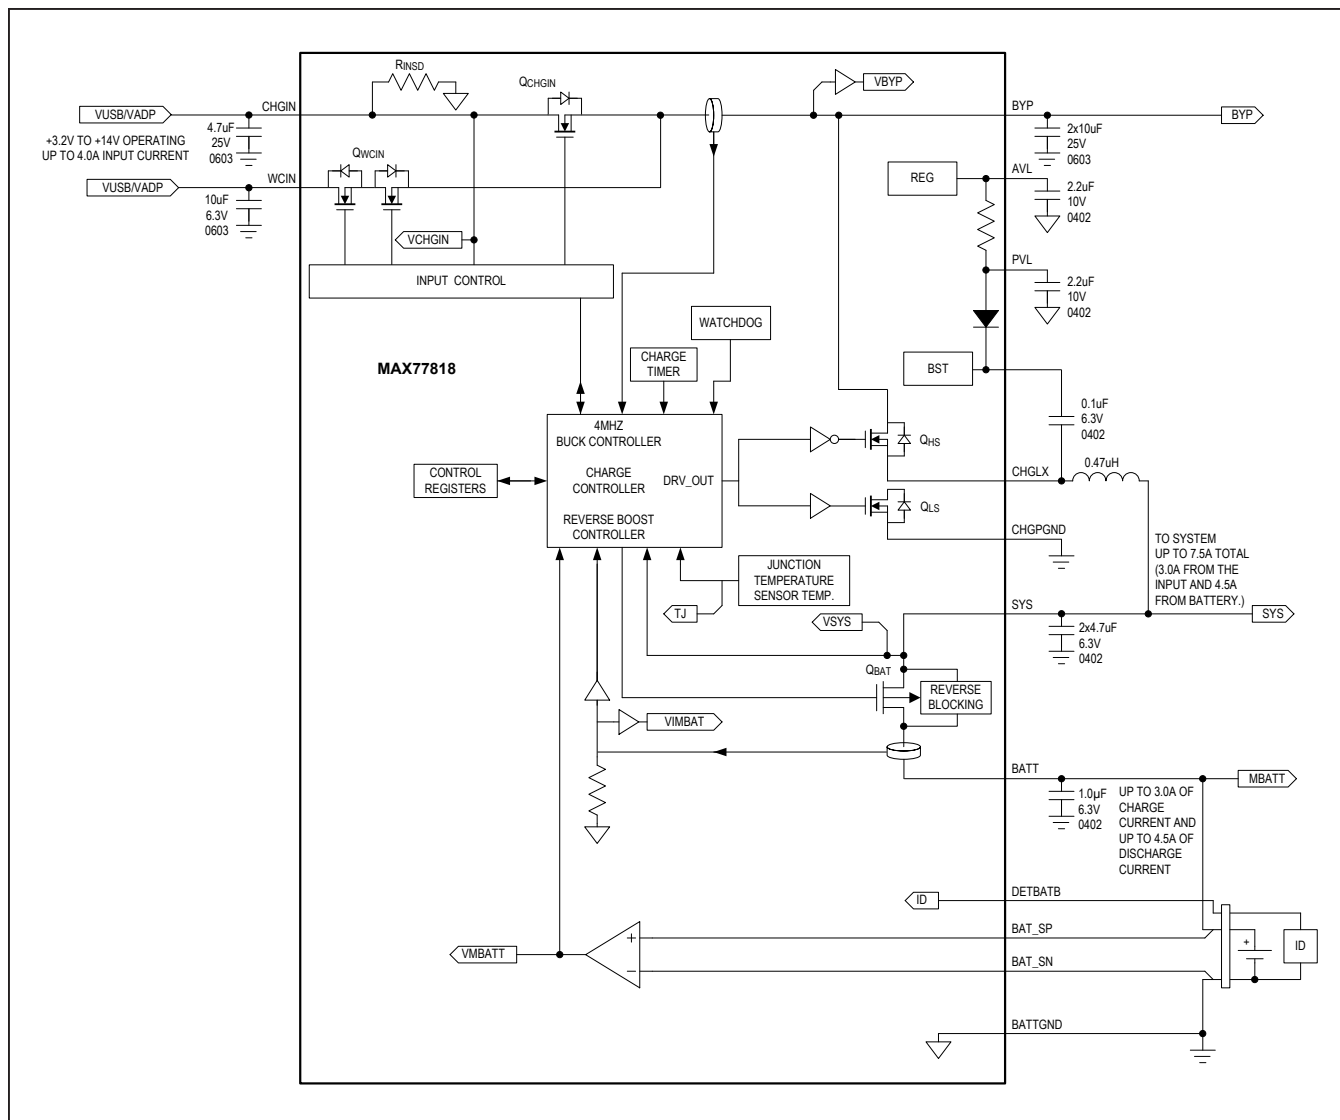 RINSD
QCHGIN
VBYP
VUSB/VADP
CHGIN
BYP
BYP
+3.2V TO +14V OPERATING
UP TO 4.0A INPUT CURRENT
4.7uF
25V
0603
2x10uF
25V
0603
QWCIN
VUSB/VADP
WCIN
10uF
6.3V
0603
REG
AVL
2.2uF
10V
0402
VCHGIN
INPUT CONTROL
PVL
2.2uF
10V
0402
MAX77818
WATCHDOG
CHARGE
TIMER
BST
0.1uF
6.3V
0402
4MHZ
BUCK CONTROLLER
CHARGE
CONTROLLER
DRV_OUT
REVERSE BOOST
CONTROLLER
CONTROL
REGISTERS
QHS
CHGLX
0.47uH
QLS
CHGPGND
TO SYSTEM
UP TO 7.5A TOTAL
(3.0A FROM THE
INPUT AND 4.5A
FROM BATTERY.)
JUNCTION
TEMPERATURE
SENSOR TEMP.
TJ
VSYS
SYS
SYS
2x4.7uF
6.3V
0402
QBAT
REVERSE
BLOCKING
VIMBAT
BATT
MBATT
1.0µF
6.3V
0402
UP TO 3.0A OF
CHARGE
CURRENT AND
UP TO 4.5A OF
DISCHARGE
CURRENT
ID
DETBATB
BAT_SP
+
VMBATT
−
BAT_SN
+
ID
BATTGND